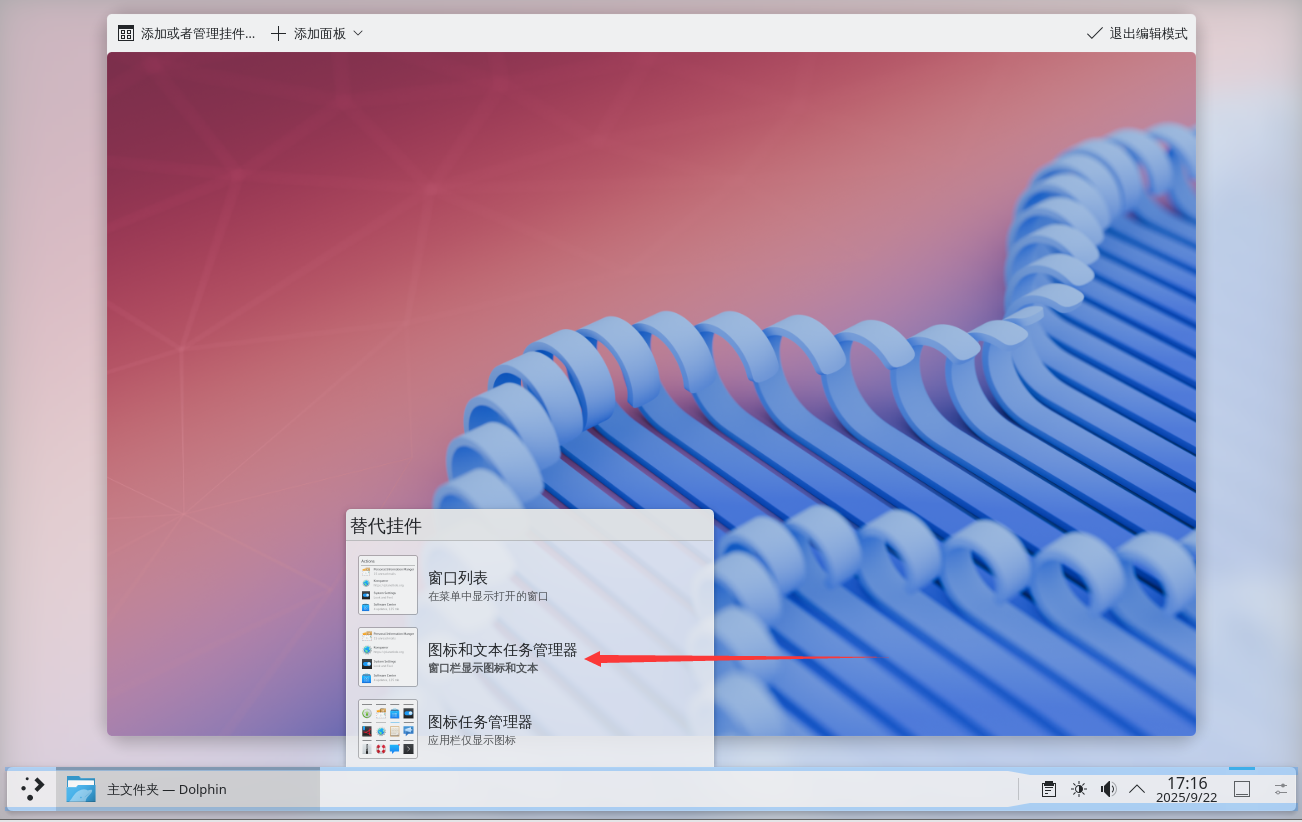 添加或者管理挂件...
添加面板
退出编辑模式
替代挂件
Actions
窗口列表
在菜单中显示打开的窗口
图标和文本任务管理器
窗口栏显示图标和文本
图标任务管理器
应用栏仅显示图标
主文件夹 — Dolphin
17:16
2025/9/22